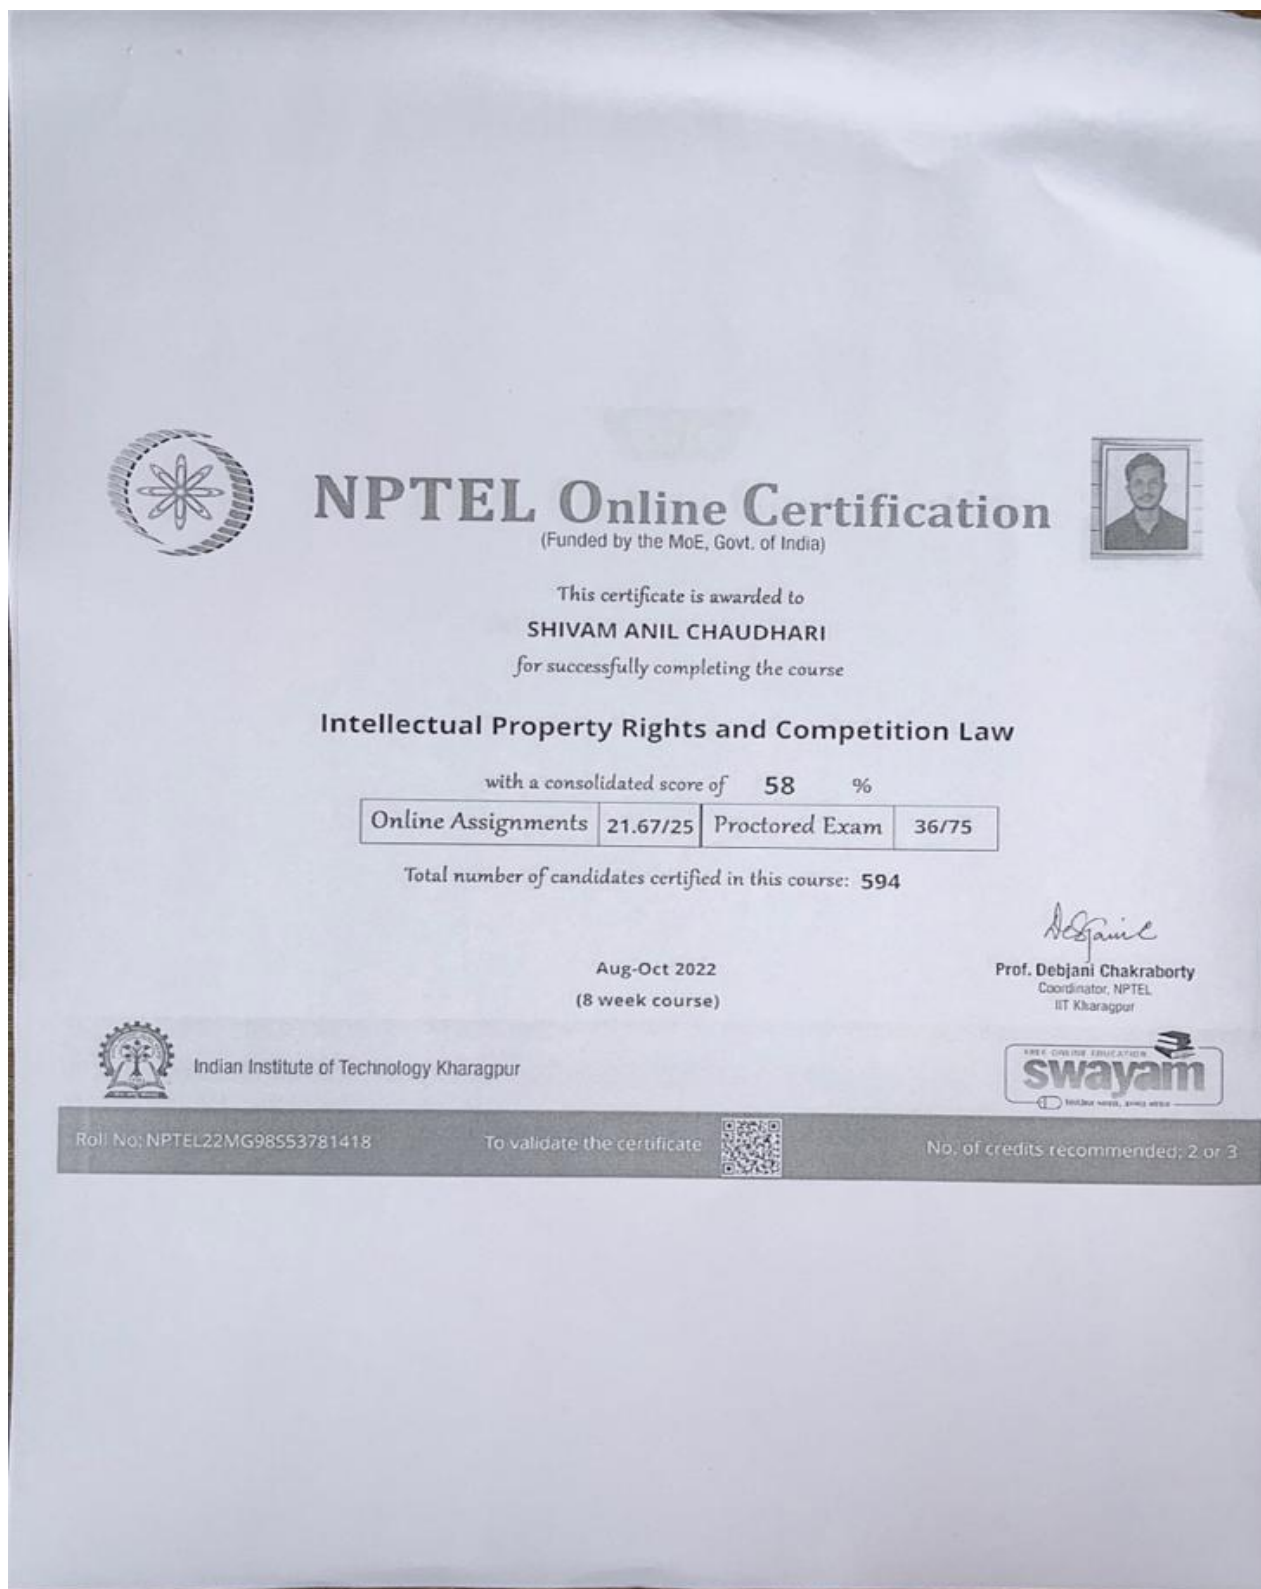 NPTEL Online Certification
(Funded by the MoE, Govt. of India)
This certificate is awarded to
SHIVAM ANIL CHAUDHARI
for successfully completing the course
Intellectual Property Rights and Competition Law
with a consolidated score of 58 %
Online Assignments 21.67/25 Proctored Exam 36/75
Total number of candidates certified in this course: 594
Aug-Oct 2022
(8 week course)
Prof. Debjani Chakraborty
Coordinator, NPTEL
IIT Kharagpur
Indian Institute of Technology Kharagpur
FREE ONLINE EDUCATION
swayam
Roll No: NPTEL22MG98S53781418 To validate the certificate No. of credits recommended: 2 or 3